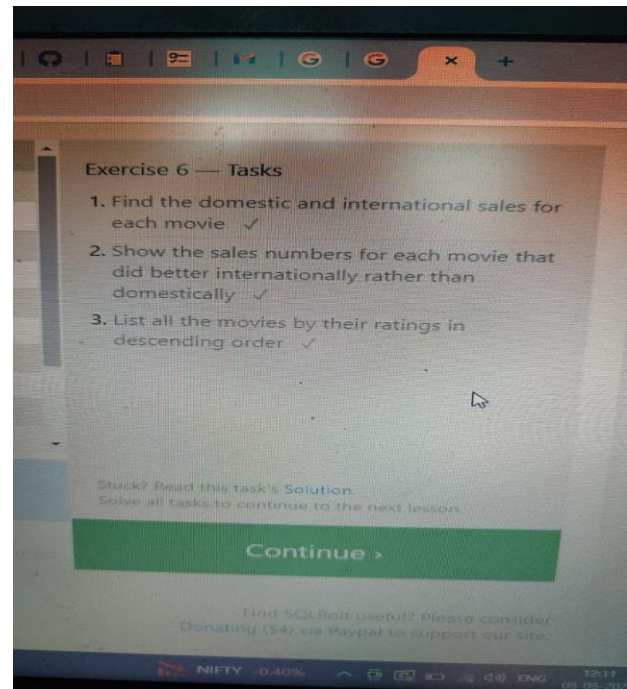 Exercise 6 — Tasks
1. Find the domestic and international sales for
each movie ✓
2. Show the sales numbers for each movie that
did better internationally rather than
domestically ✓
3. List all the movies by their ratings in
descending order ✓
Stuck? Read this task's Solution.
Solve all tasks to continue to the next lesson.
Continue ›
Find SQLBolt useful? Please consider
Donating ($4) via Paypal to support our site.
NIFTY -0.40% ENG 12:11